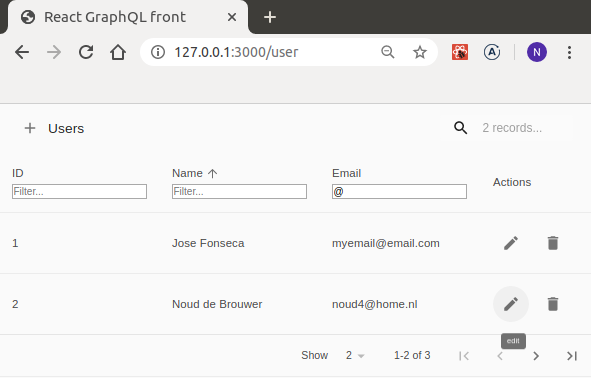 React GraphQL front
127.0.0.1:3000/user
N
Users
2 records...
ID Name Email Actions
Filter... Filter... @
1 Jose Fonseca myemail@email.com
2 Noud de Brouwer noud4@home.nl
edit
Show 2 1-2 of 3